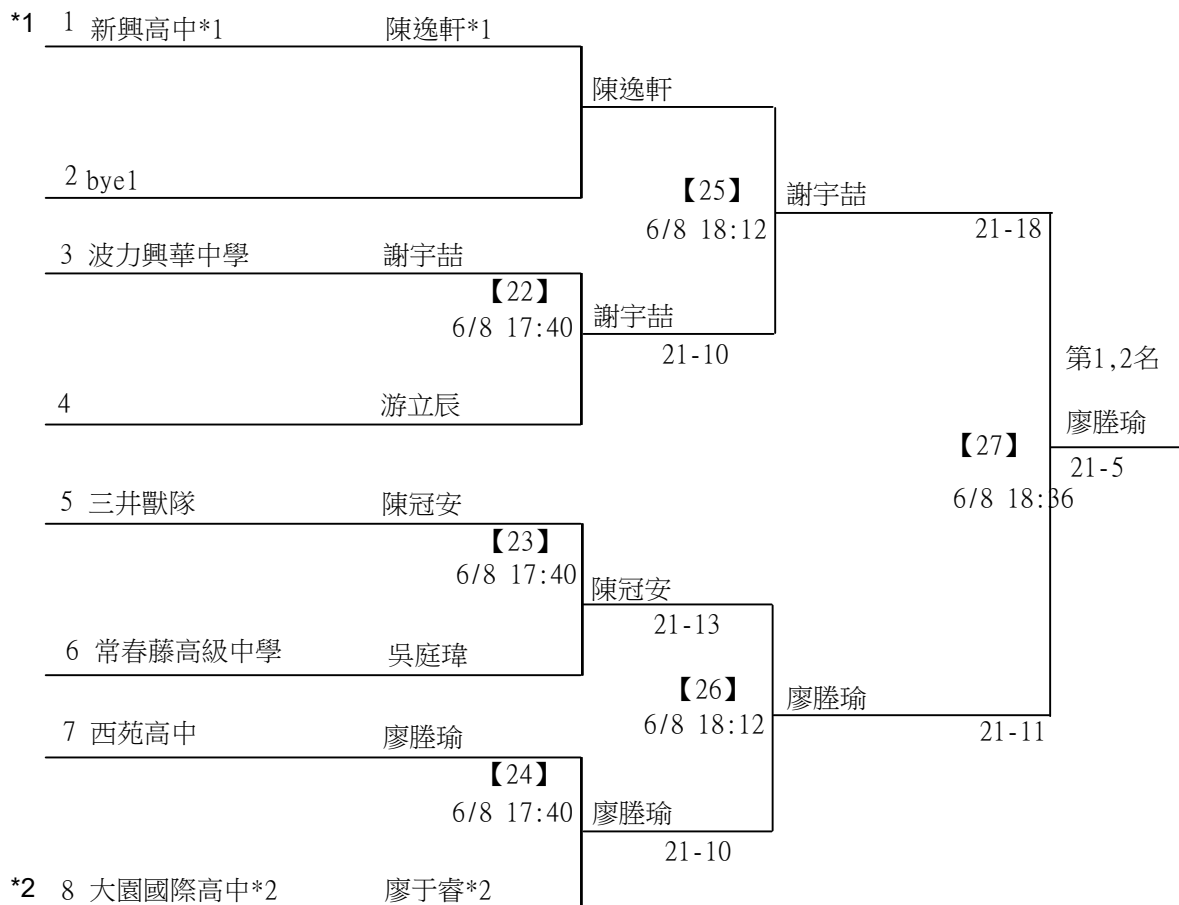 *1 1 新興高中*1 陳逸軒*1
陳逸軒
2 bye1
【25】
6/8 18:12
謝宇喆
21-18
3 波力興華中學 謝宇喆
【22】
6/8 17:40
謝宇喆
21-10
第1,2名
4 游立辰
廖塍瑜
【27】
21-5
6/8 18:36
5 三井獸隊 陳冠安
【23】
6/8 17:40
陳冠安
21-13
6 常春藤高級中學 吳庭瑋
【26】
6/8 18:12
廖塍瑜
21-11
7 西苑高中 廖塍瑜
【24】
6/8 17:40
廖塍瑜
21-10
*2 8 大園國際高中*2 廖于睿*2